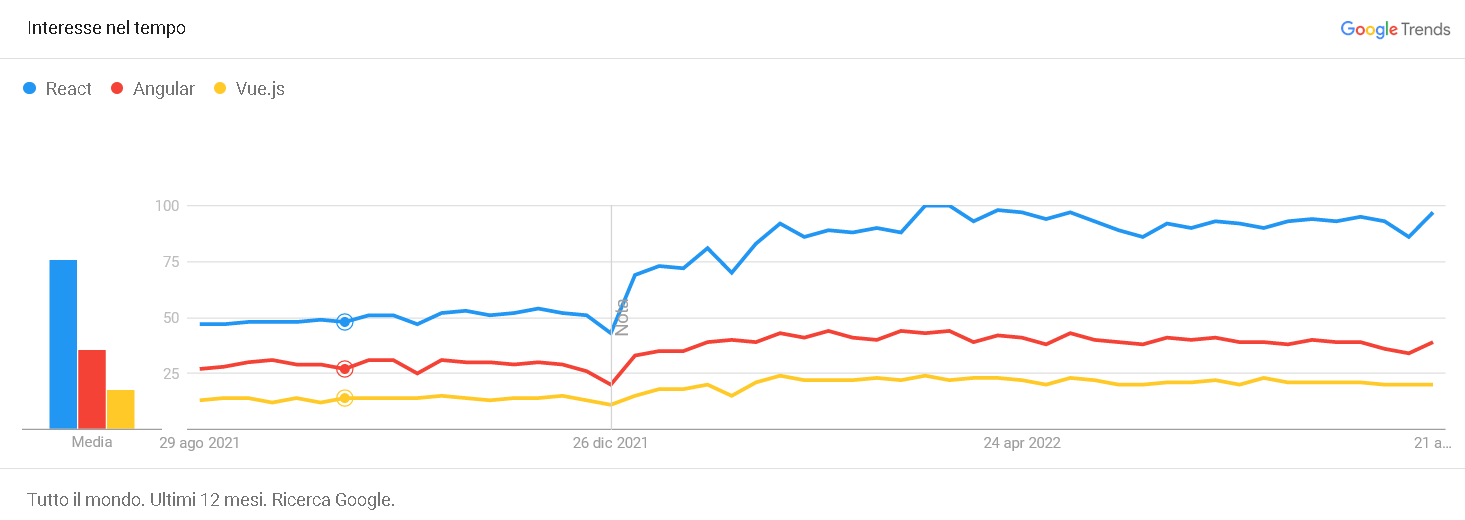 Interesse nel tempo
Google Trends
React Angular Vue.js
100
75
50
25
Nota
Media
29 ago 2021
26 dic 2021
24 apr 2022
21 a...
Tutto il mondo. Ultimi 12 mesi. Ricerca Google.